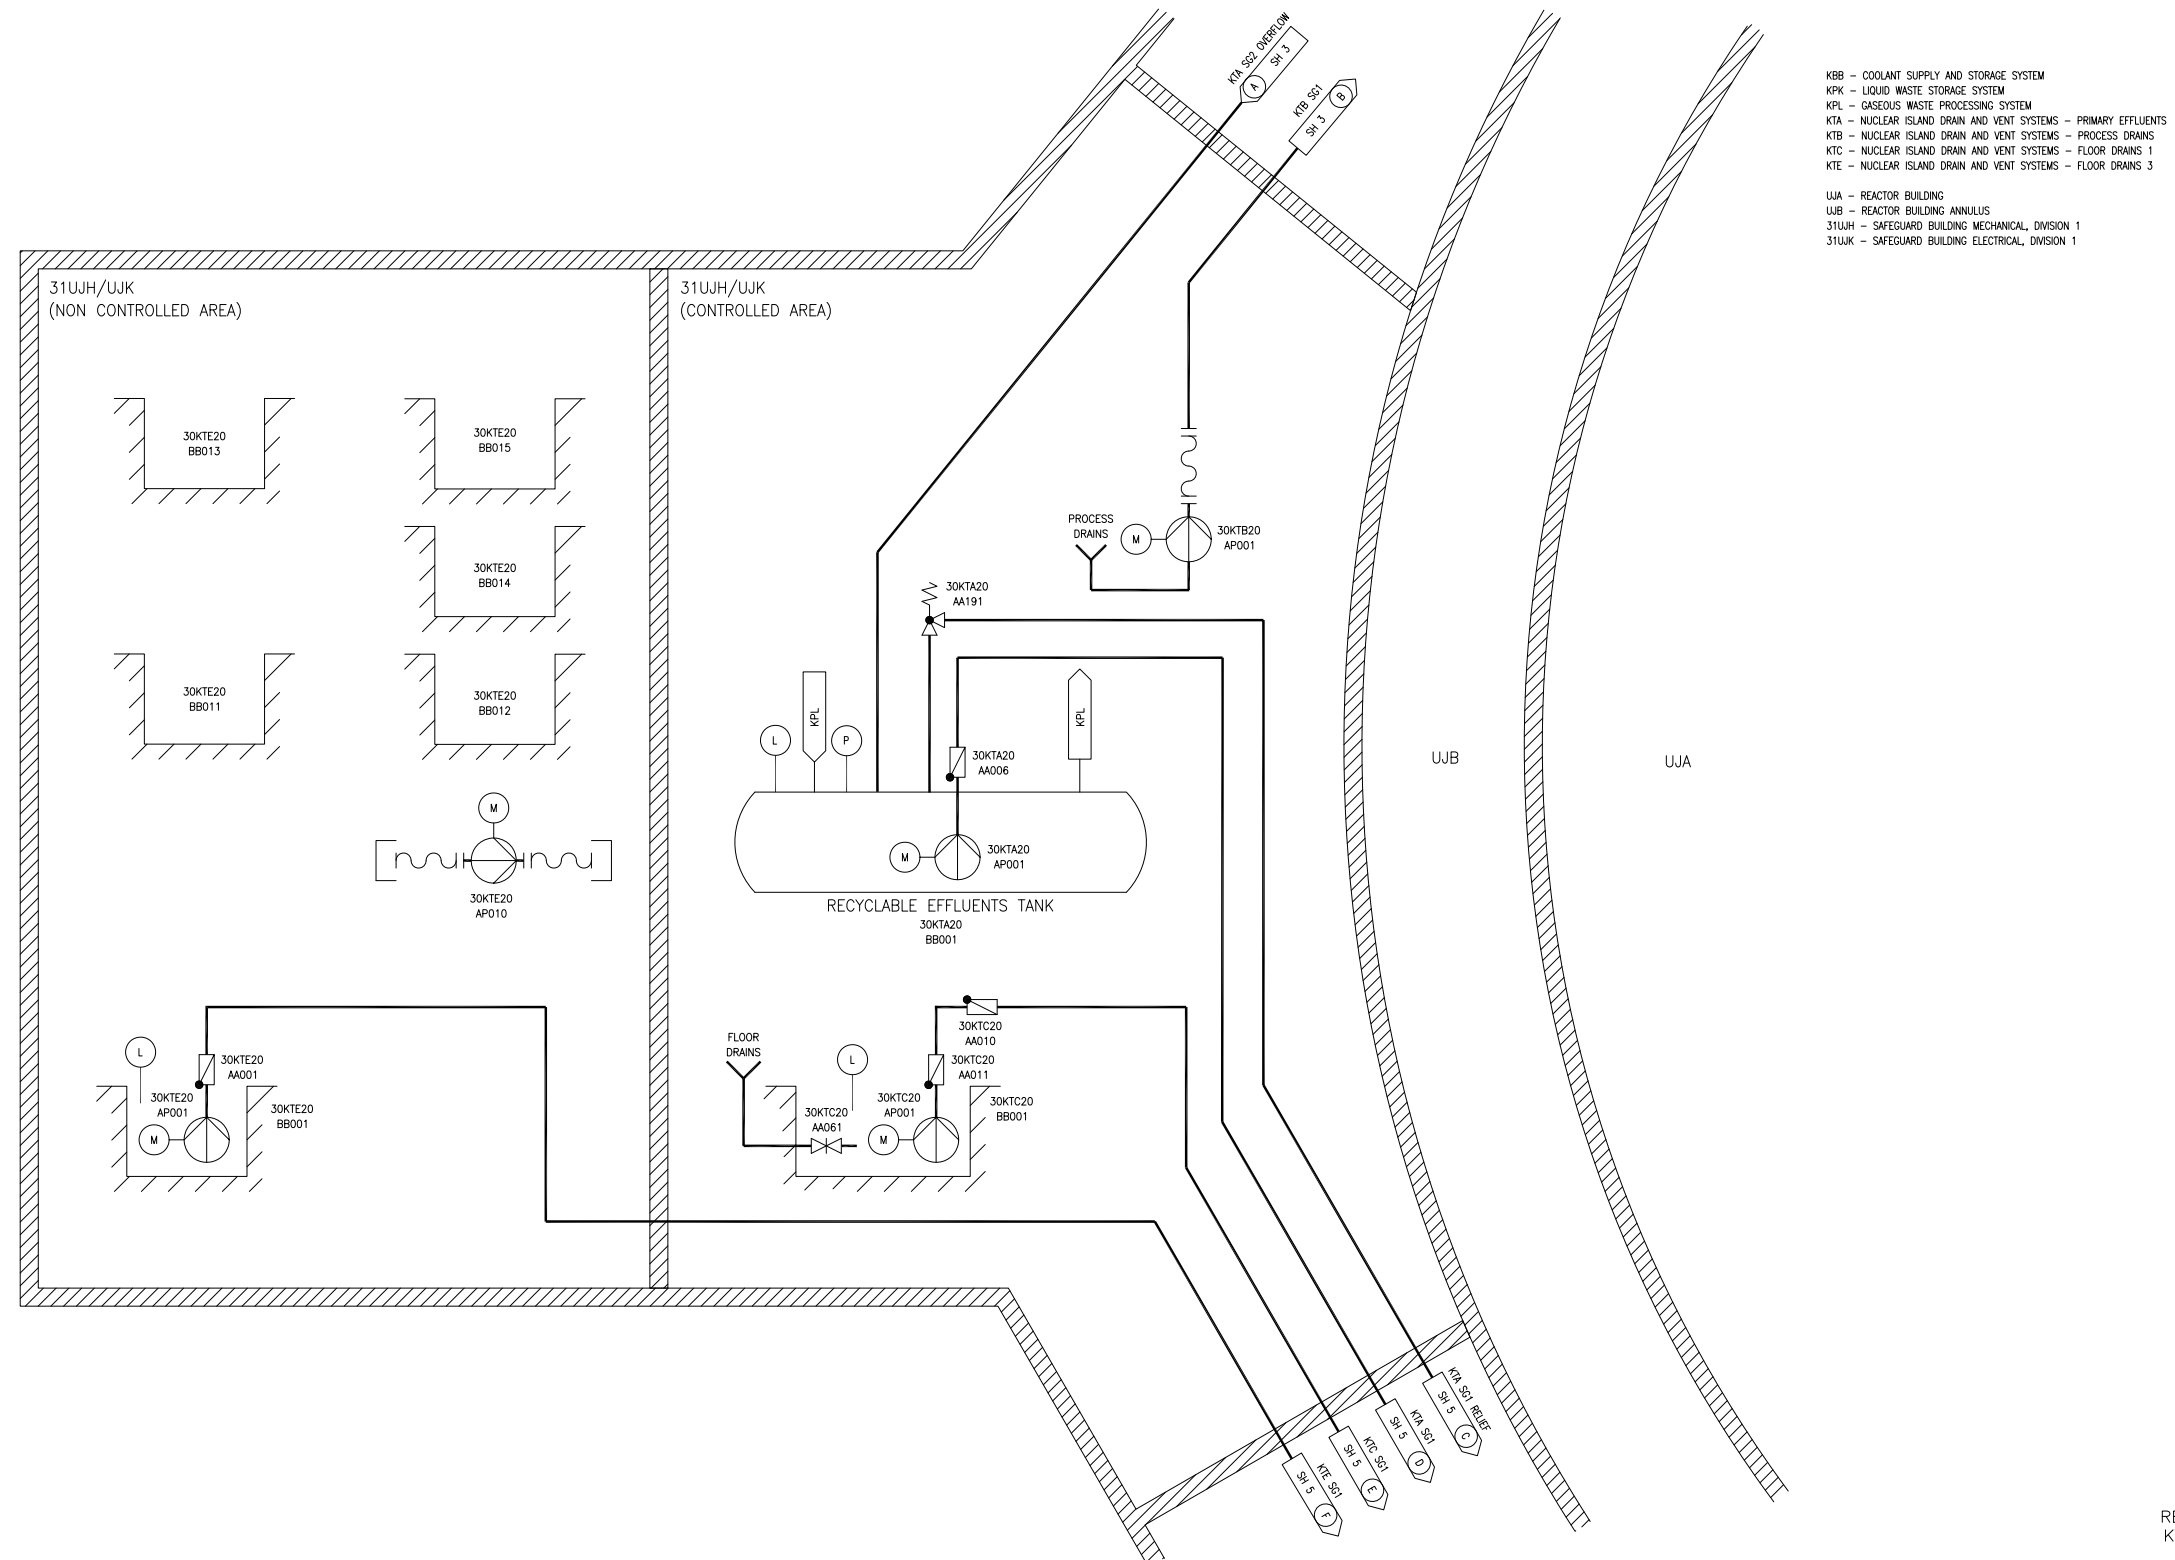 KTA SG2 OVERFLOW
A
SH 3
KTB SG1
SH 3
B
KBB – COOLANT SUPPLY AND STORAGE SYSTEM
KPK – LIQUID WASTE STORAGE SYSTEM
KPL – GASEOUS WASTE PROCESSING SYSTEM
KTA – NUCLEAR ISLAND DRAIN AND VENT SYSTEMS – PRIMARY EFFLUENTS
KTB – NUCLEAR ISLAND DRAIN AND VENT SYSTEMS – PROCESS DRAINS
KTC – NUCLEAR ISLAND DRAIN AND VENT SYSTEMS – FLOOR DRAINS 1
KTE – NUCLEAR ISLAND DRAIN AND VENT SYSTEMS – FLOOR DRAINS 3
UJA – REACTOR BUILDING
UJB – REACTOR BUILDING ANNULUS
31UJH – SAFEGUARD BUILDING MECHANICAL, DIVISION 1
31UJK – SAFEGUARD BUILDING ELECTRICAL, DIVISION 1
31UJH/UJK
(NON CONTROLLED AREA)
31UJH/UJK
(CONTROLLED AREA)
30KTE20
BB013
30KTE20
BB015
30KTE20
BB014
30KTE20
BB011
30KTE20
BB012
PROCESS
DRAINS
M
30KTB20
AP001
30KTA20
AA191
L
KPL
P
30KTA20
AA006
KPL
UJB
UJA
M
30KTE20
AP010
M
30KTA20
AP001
RECYCLABLE EFFLUENTS TANK
30KTA20
BB001
L
30KTE20
AA001
30KTE20
AP001
M
30KTE20
BB001
FLOOR
DRAINS
L
30KTC20
AA010
30KTC20
AA011
30KTC20
AP001
30KTC20
AA061
M
30KTC20
BB001
KTA SG1 RELIEF
SH 5
C
KTA SG1
SH 5
D
KTC SG1
SH 5
E
KTE SG1
SH 5
F
RE
K